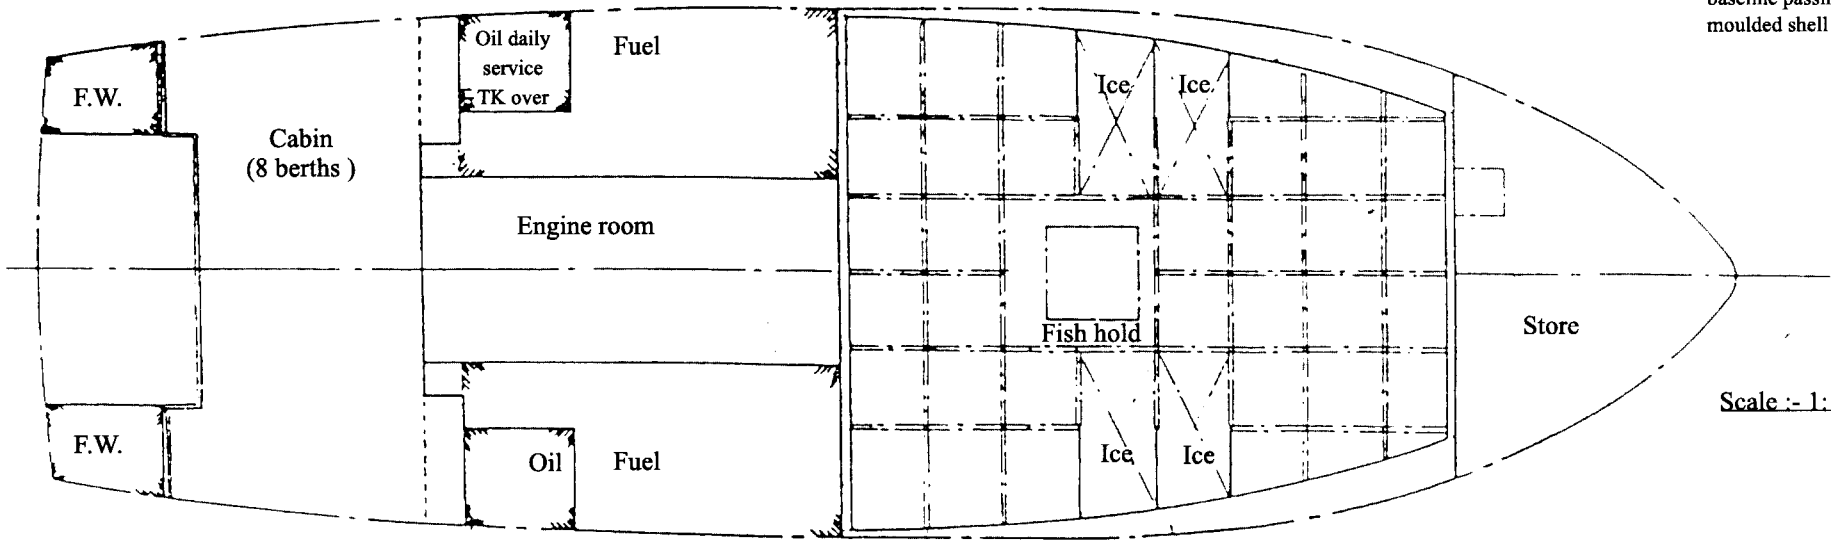 baseline
moulded shell
Oil daily
service
TK over
Fuel
F.W.
Ice
Ice
Cabin
(8 berths )
Engine room
Fish hold
Store
Scale :- 1:
F.W.
Oil
Fuel
Ice
Ice